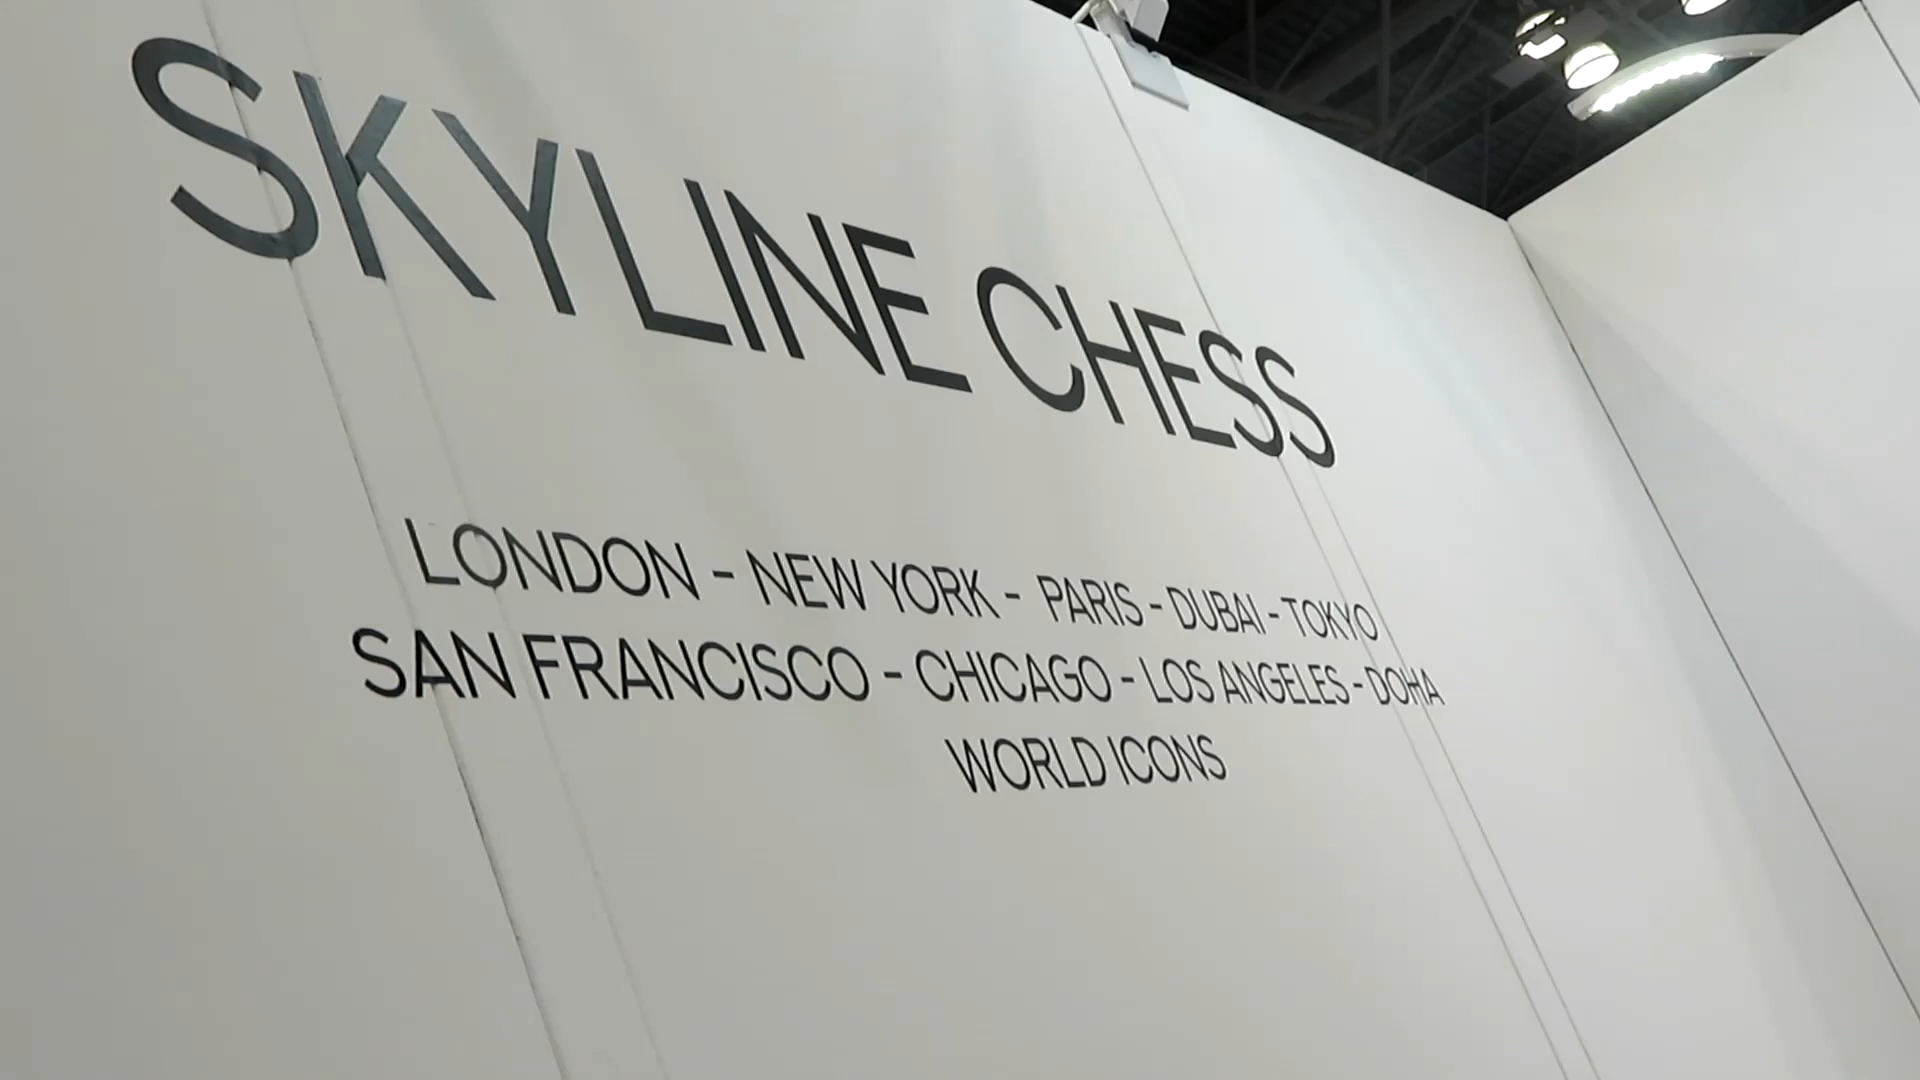 SKYLINE CHESS
LONDON - NEW YORK - PARIS - DUBAI - TOKYO
SAN FRANCISCO - CHICAGO - LOS ANGELES - DOHA
WORLD ICONS